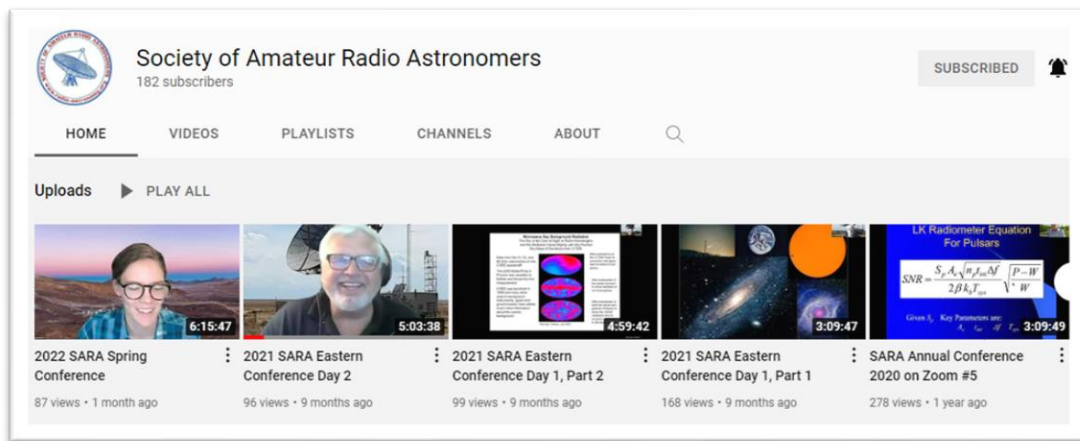 Society of Amateur Radio Astronomers
182 subscribers
SUBSCRIBED
HOME VIDEOS PLAYLISTS CHANNELS ABOUT
Uploads PLAY ALL
6:15:47
5:03:38
4:59:42
3:09:47
LK Radiometer Equation
For Pulsars
Key Parameters are:
3:09:49
2022 SARA Spring
Conference
87 views • 1 month ago
2021 SARA Eastern
Conference Day 2
96 views • 9 months ago
2021 SARA Eastern
Conference Day 1, Part 2
99 views • 9 months ago
2021 SARA Eastern
Conference Day 1, Part 1
168 views • 9 months ago
SARA Annual Conference
2020 on Zoom #5
278 views • 1 year ago